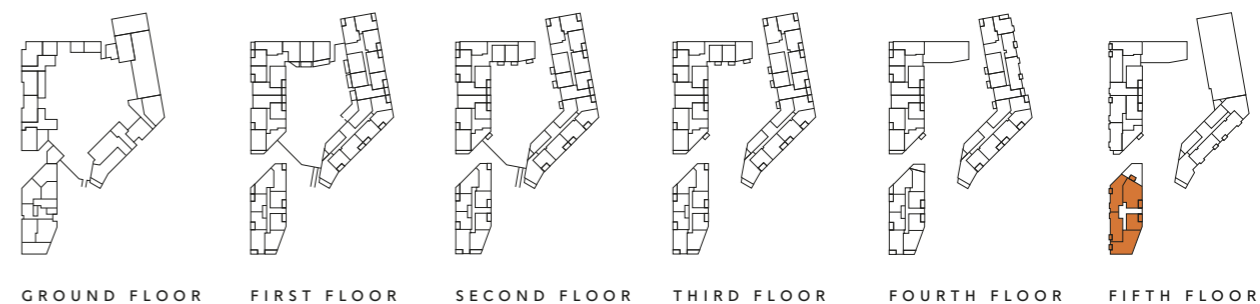 GROUND FLOOR
FIRST FLOOR
SECOND FLOOR
THIRD FLOOR
FOURTH FLOOR
FIFTH FLOOR